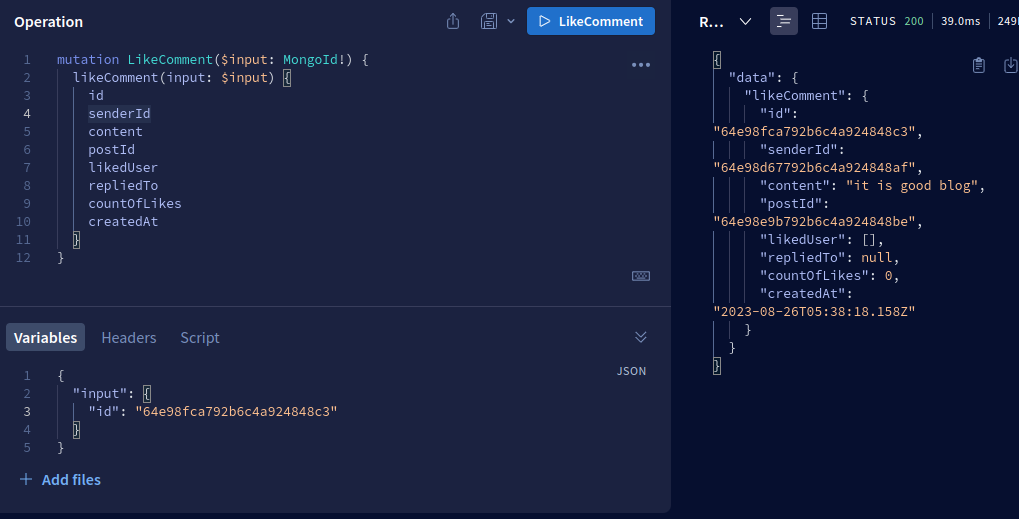 Operation
LikeComment
1 mutation LikeComment($input: MongoId!) {
2 likeComment(input: $input) {
3 id
4 senderId
5 content
6 postId
7 likedUser
8 repliedTo
9 countOfLikes
10 createdAt
11 }
12 }
Variables Headers Script
JSON
1 {
2 "input": {
3 "id": "64e98fca792b6c4a924848c3"
4 }
5 }
+ Add files
R... STATUS 200 39.0ms 249
{
"data": {
"likeComment": {
"id":
"64e98fca792b6c4a924848c3",
"senderId":
"64e98d67792b6c4a924848af",
"content": "it is good blog",
"postId":
"64e98e9b792b6c4a924848be",
"likedUser": [],
"repliedTo": null,
"countOfLikes": 0,
"createdAt":
"2023-08-26T05:38:18.158Z"
}
}
}